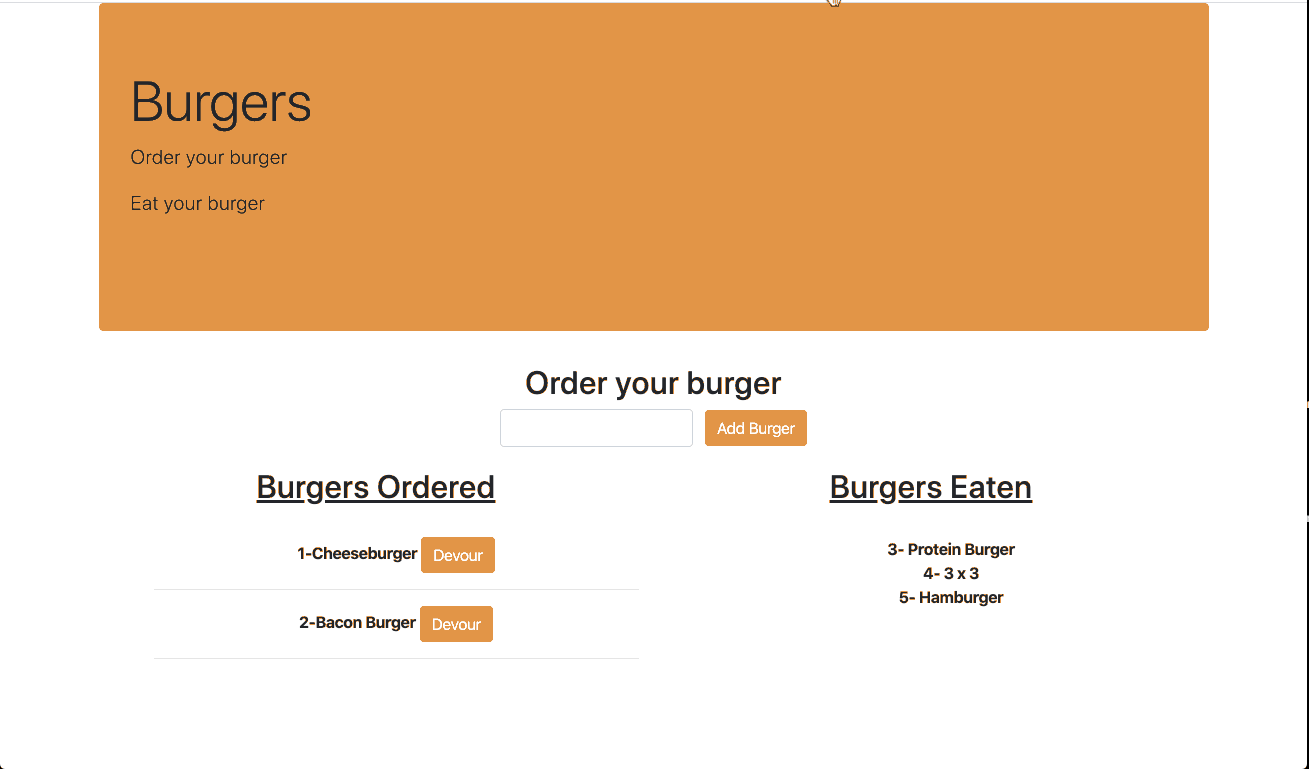 Burgers
Order your burger
Eat your burger
Order your burger
Add Burger
Burgers Ordered
1-Cheeseburger Devour
2-Bacon Burger Devour
Burgers Eaten
3- Protein Burger
4- 3 x 3
5- Hamburger